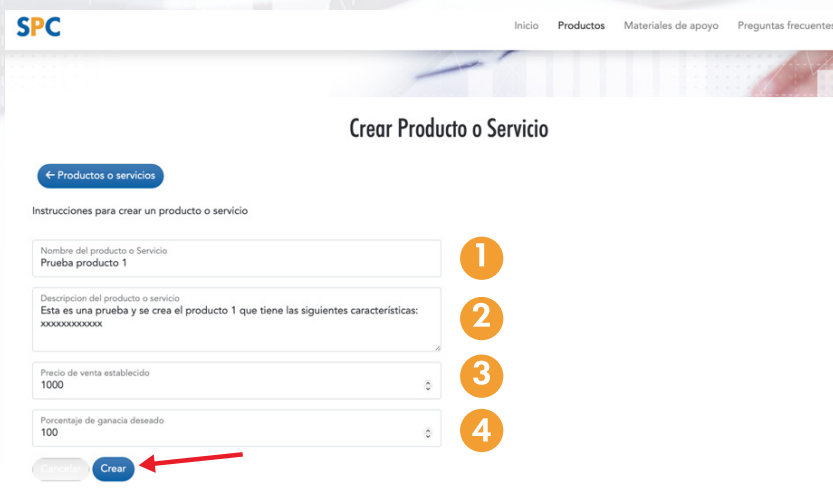 SPC
Inicio Productos Materiales de apoyo Preguntas frecuentes
Crear Producto o Servicio
← Productos o servicios
Instrucciones para crear un producto o servicio
Nombre del producto o Servicio
Prueba producto 1
1
Descripcion del producto o servicio
Esta es una prueba y se crea el producto 1 que tiene las siguientes características:
xxxxxxxxxxxx
2
Precio de venta establecido
1000
3
Porcentaje de ganacia deseado
100
4
Cancelar Crear